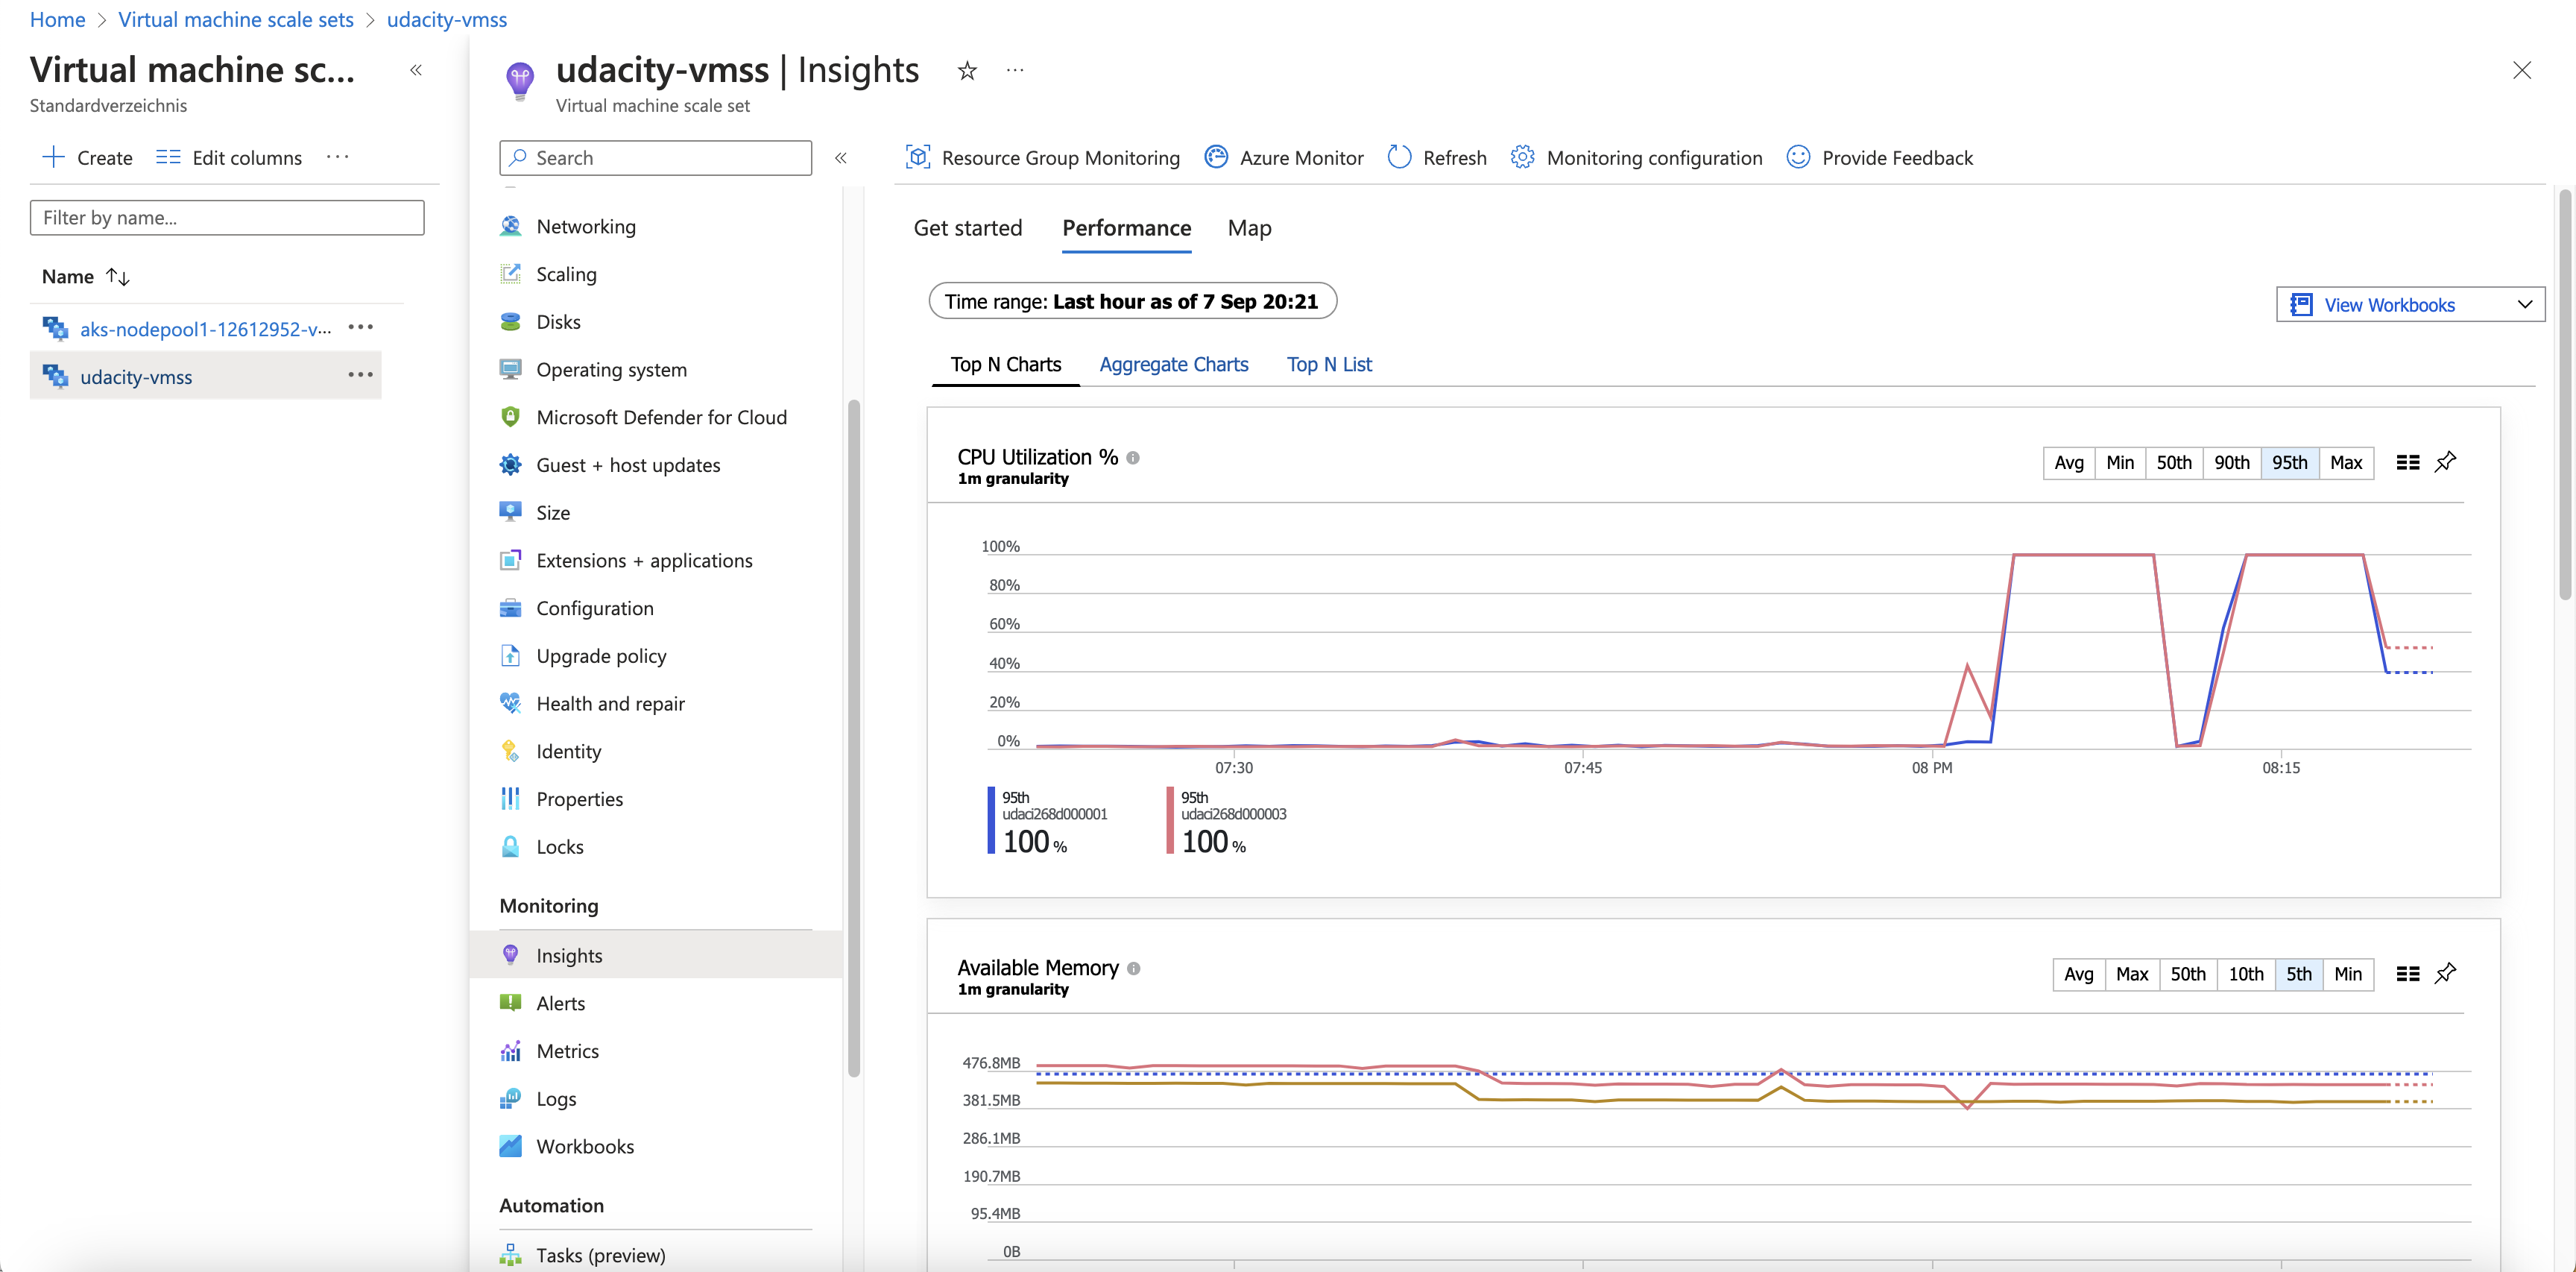 Home > Virtual machine scale sets > udacity-vmss
Virtual machine sc... «
Standardverzeichnis
Create Edit columns ...
Filter by name...
Name ↑↓
aks-nodepool1-12612952-v... ...
udacity-vmss ...
udacity-vmss | Insights ☆ ...
Virtual machine scale set
Search «
Networking
Scaling
Disks
Operating system
Microsoft Defender for Cloud
Guest + host updates
Size
Extensions + applications
Configuration
Upgrade policy
Health and repair
Identity
Properties
Locks
Monitoring
Insights
Alerts
Metrics
Logs
Workbooks
Automation
Tasks (preview)
Resource Group Monitoring Azure Monitor Refresh Monitoring configuration Provide Feedback
Get started Performance Map
Time range: Last hour as of 7 Sep 20:21
View Workbooks
Top N Charts Aggregate Charts Top N List
CPU Utilization %
1m granularity
Avg Min 50th 90th 95th Max
100%
80%
60%
40%
20%
0%
07:30 07:45 08 PM 08:15
95th
udaci268d000001
100 %
95th
udaci268d000003
100 %
Available Memory
1m granularity
Avg Max 50th 10th 5th Min
476.8MB
381.5MB
286.1MB
190.7MB
95.4MB
0B